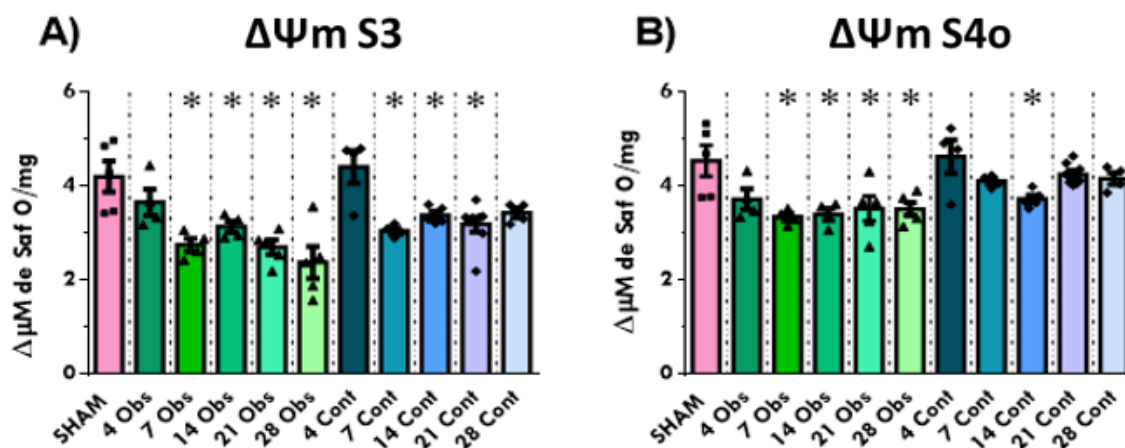 A) ΔΨm S3
* * * * * * *
ΔμM de Saf O/mg
6
4
2
0
SHAM
4 Obs
7 Obs
14 Obs
21 Obs
28 Obs
4 Cont
7 Cont
14 Cont
21 Cont
28 Cont
B) ΔΨm S4o
* * * * *
ΔμM de Saf O/mg
6
4
2
0
SHAM
4 Obs
7 Obs
14 Obs
21 Obs
28 Obs
4 Cont
7 Cont
14 Cont
21 Cont
28 Cont